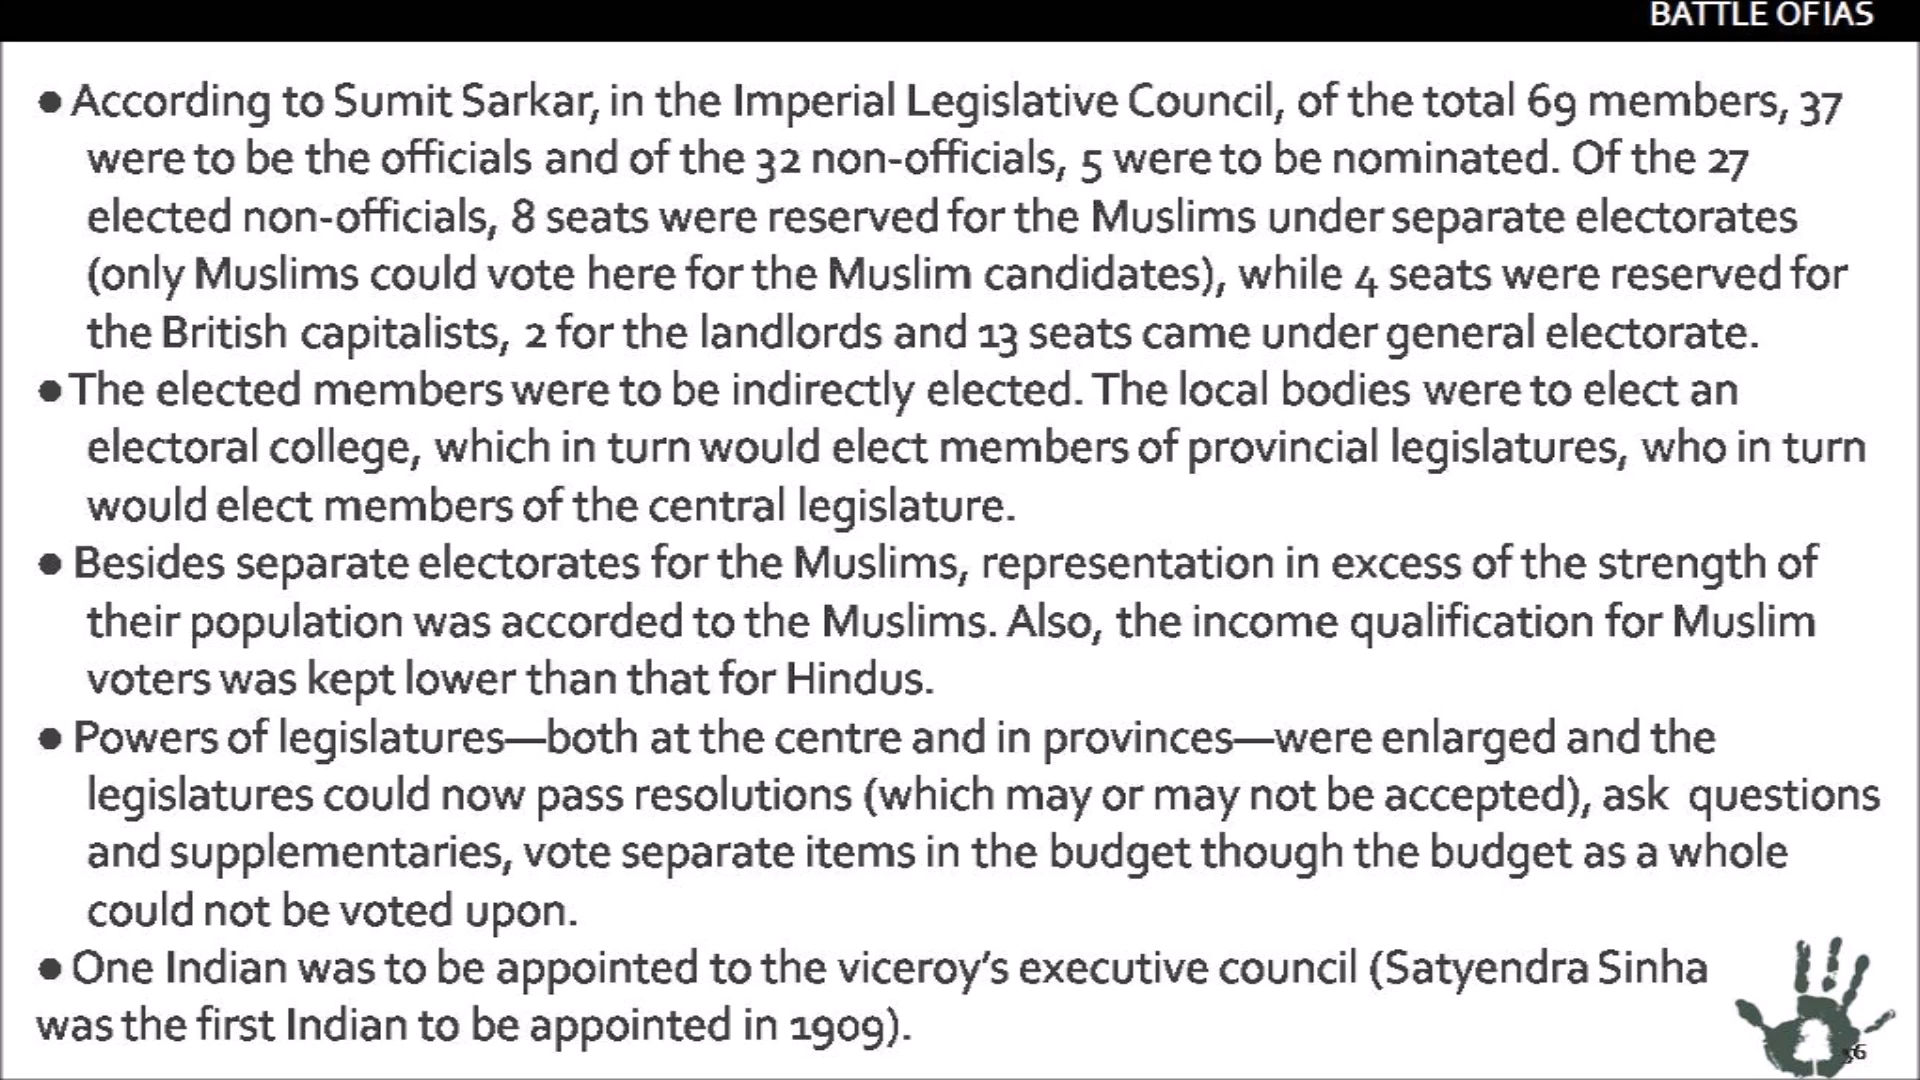 BATTLE OF IAS
● According to Sumit Sarkar, in the Imperial Legislative Council, of the total 69 members, 37
were to be the officials and of the 32 non-officials, 5 were to be nominated. Of the 27
elected non-officials, 8 seats were reserved for the Muslims under separate electorates
(only Muslims could vote here for the Muslim candidates), while 4 seats were reserved for
the British capitalists, 2 for the landlords and 13 seats came under general electorate.
● The elected members were to be indirectly elected. The local bodies were to elect an
electoral college, which in turn would elect members of provincial legislatures, who in turn
would elect members of the central legislature.
● Besides separate electorates for the Muslims, representation in excess of the strength of
their population was accorded to the Muslims. Also, the income qualification for Muslim
voters was kept lower than that for Hindus.
● Powers of legislatures—both at the centre and in provinces—were enlarged and the
legislatures could now pass resolutions (which may or may not be accepted), ask questions
and supplementaries, vote separate items in the budget though the budget as a whole
could not be voted upon.
● One Indian was to be appointed to the viceroy's executive council (Satyendra Sinha
was the first Indian to be appointed in 1909).